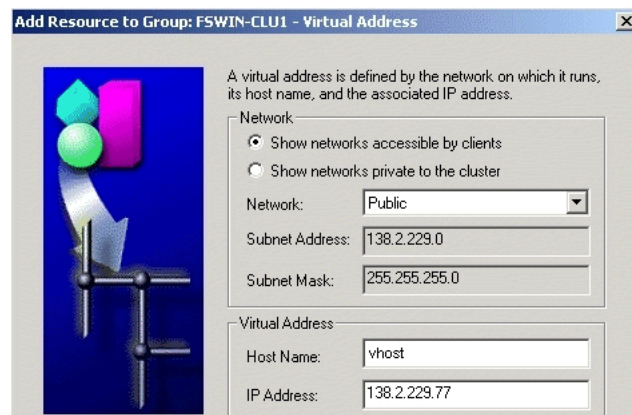 Add Resource to Group: FSWIN-CLU1 - Virtual Address
A virtual address is defined by the network on which it runs,
its host name, and the associated IP address.
Network
Show networks accessible by clients
Show networks private to the cluster
Network: Public
Subnet Address: 138.2.229.0
Subnet Mask: 255.255.255.0
Virtual Address
Host Name: vhost
IP Address: 138.2.229.77